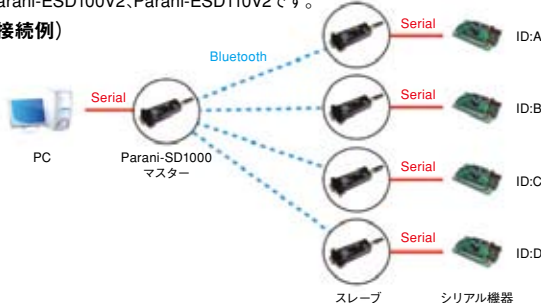 Parani-ESD100V2、Parani-ESD110V2です。
接続例）
Serial
ID:A
Bluetooth
Serial
Serial
ID:B
PC
Parani-SD1000
マスター
Serial
ID:C
Serial
ID:D
スレーブ
シリアル機器